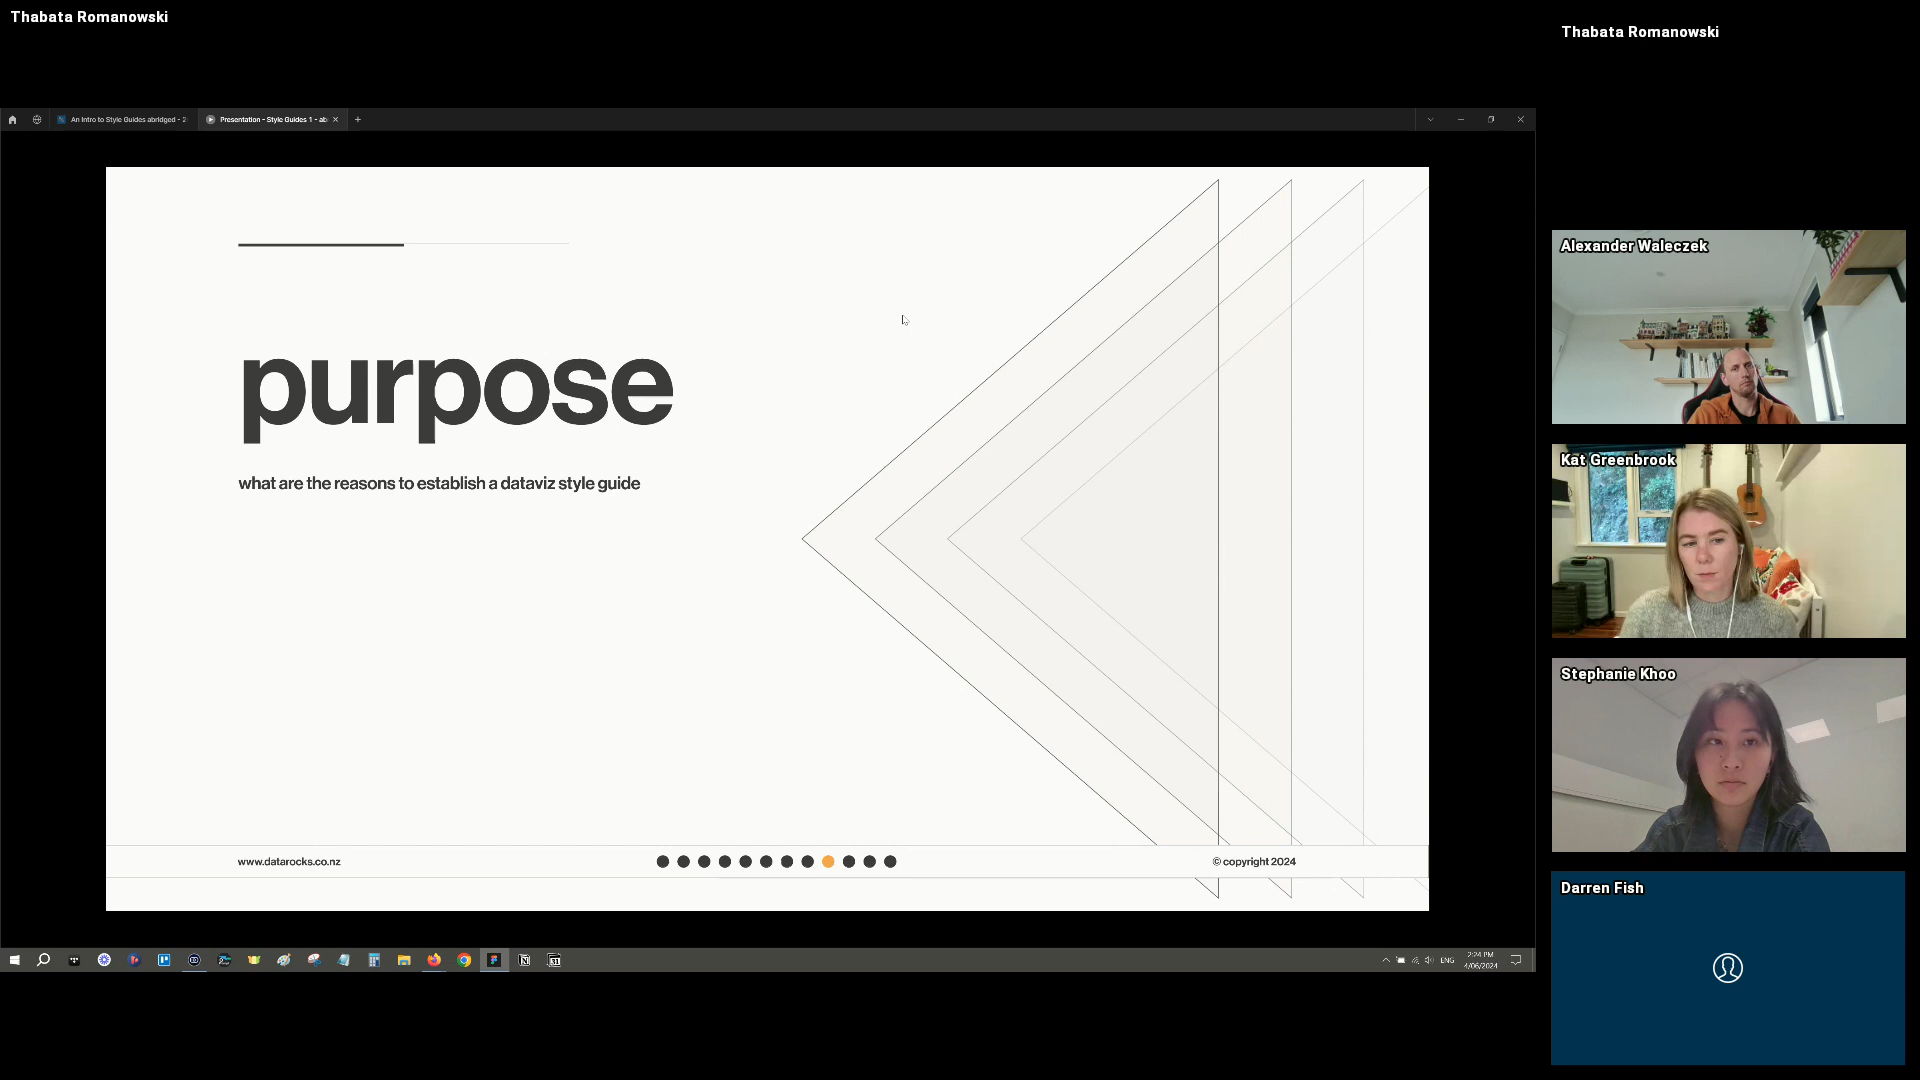 Thabata Romanowski
Thabata Romanowski
An Intro to Style Guides abridged - 2
Presentation - Style Guides 1 - ab
purpose
what are the reasons to establish a dataviz style guide
www.datarocks.co.nz
© copyright 2024
Alexander Waleczek
Kat Greenbrook
Stephanie Khoo
Darren Fish
31
ENG
2:24 PM
4/06/2024